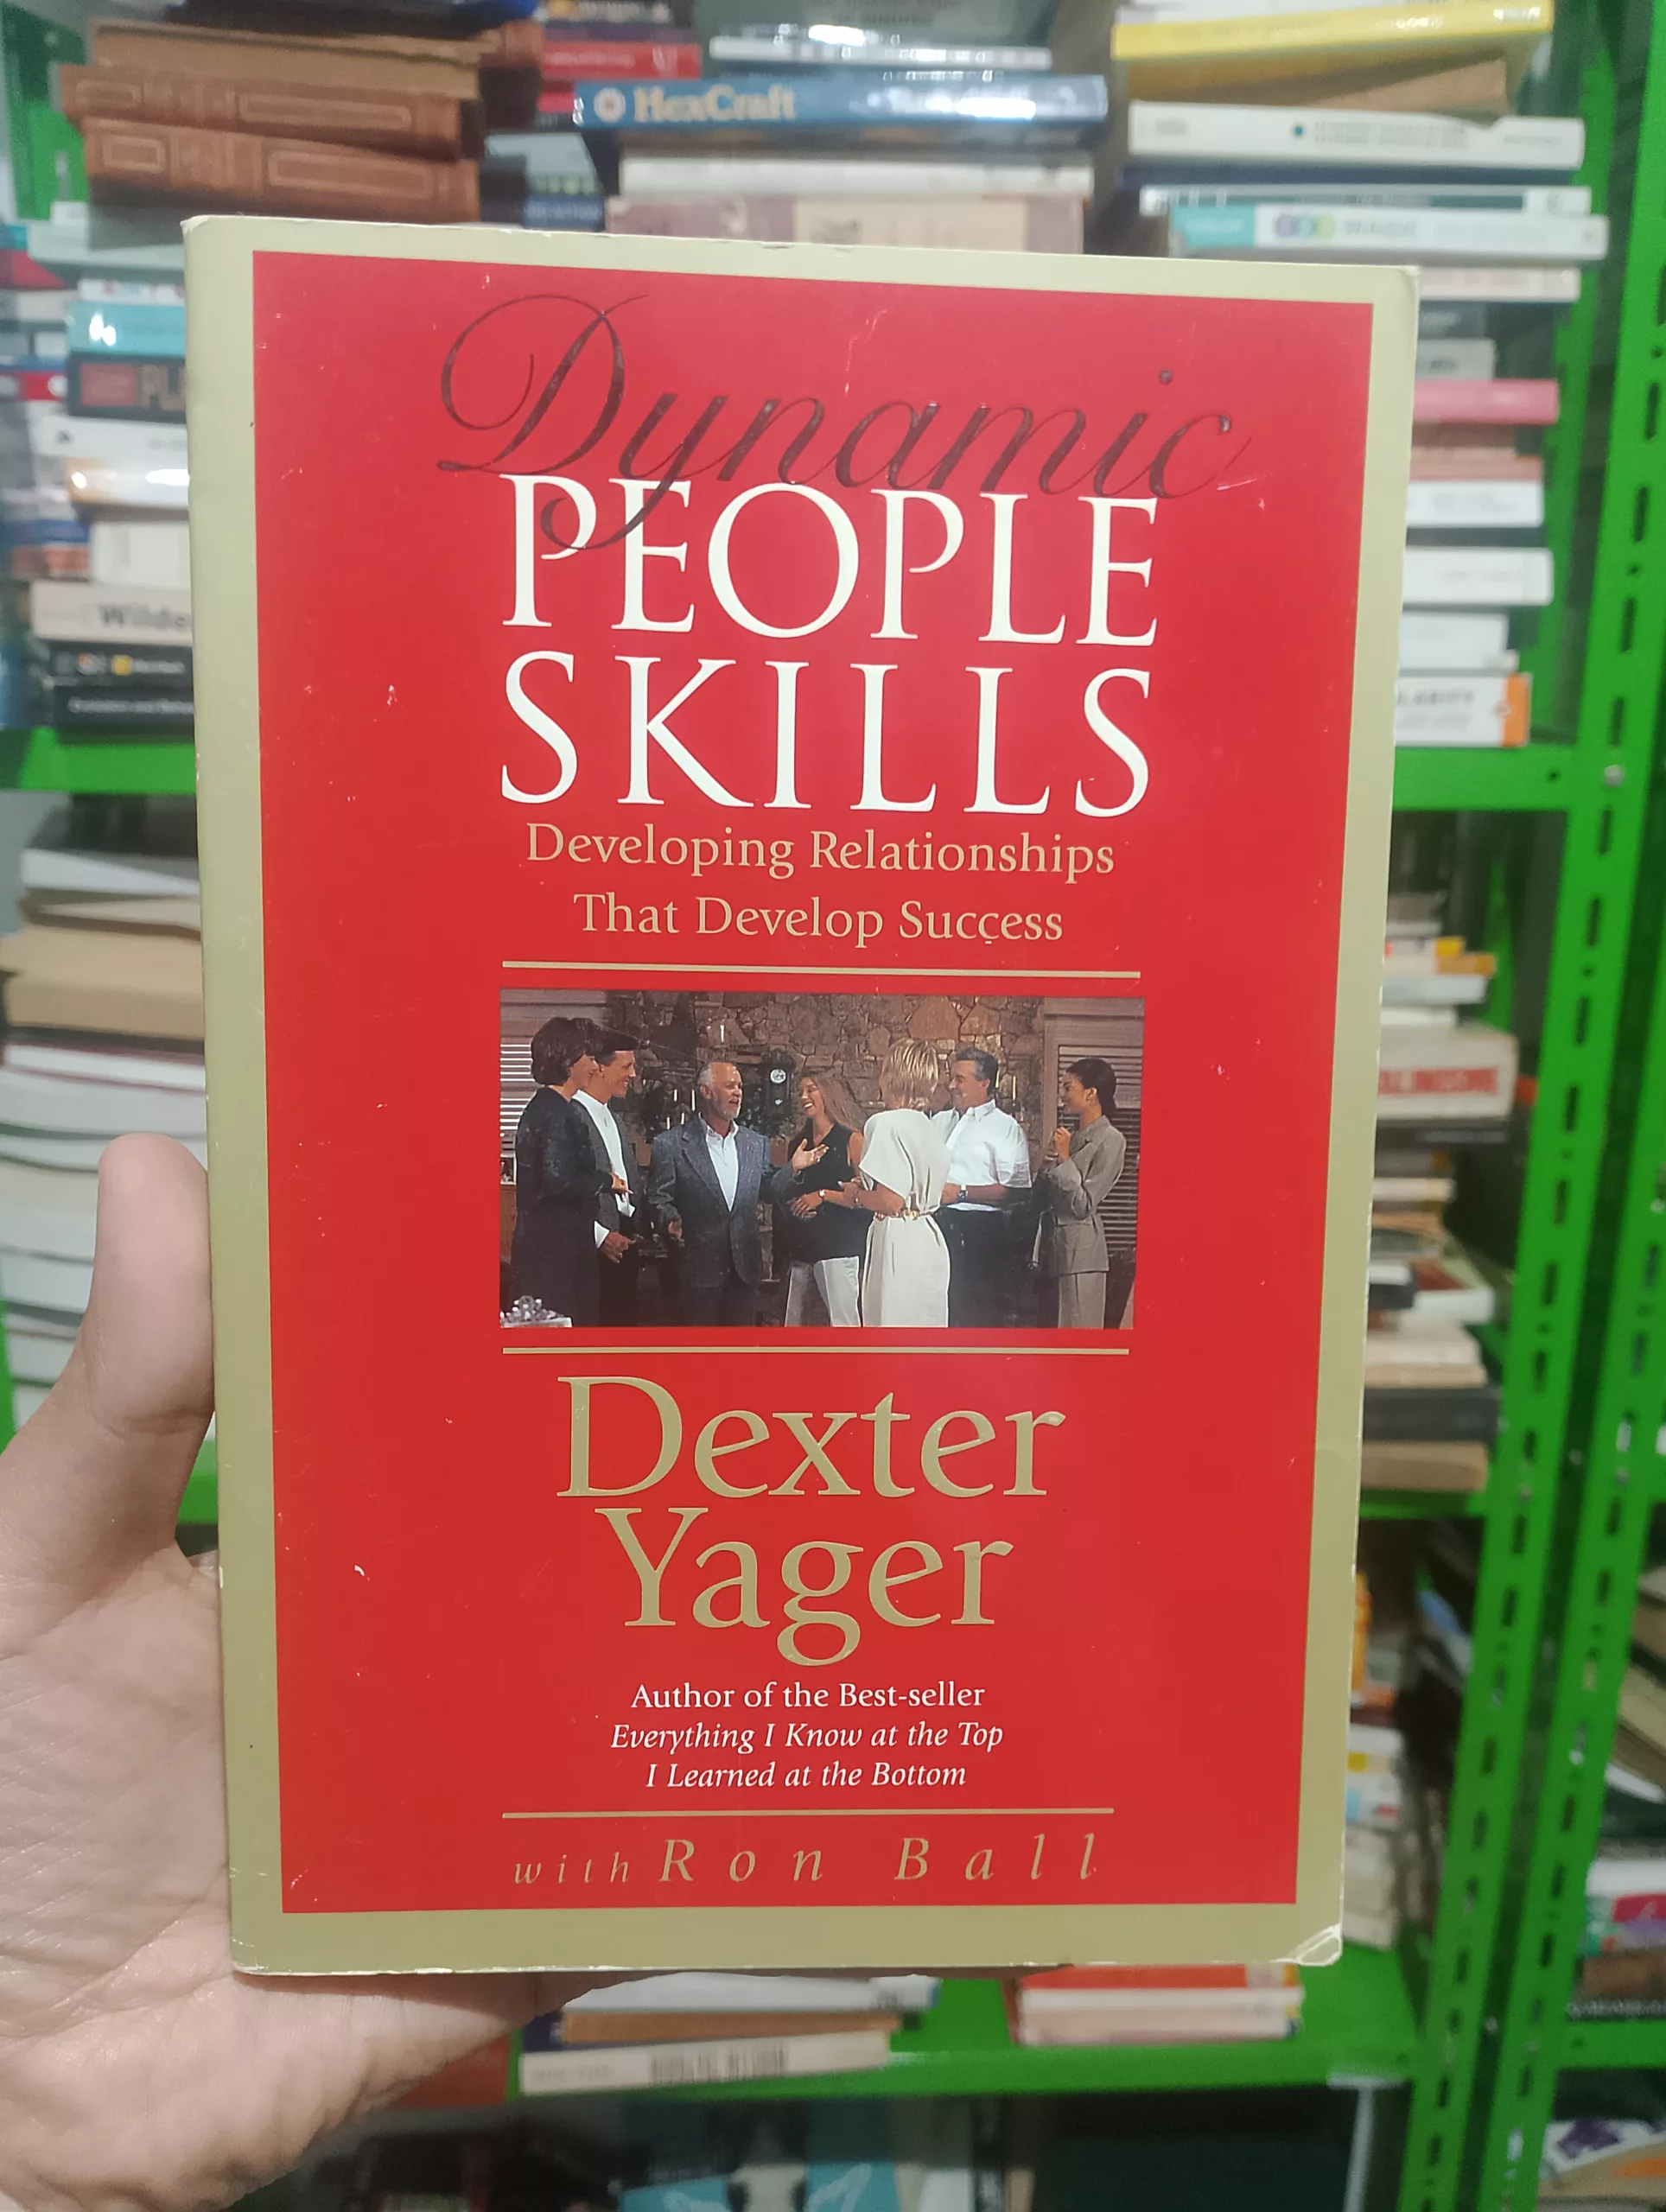 HexCraft
Dynamic
PEOPLE
SKILLS
Developing Relationships
That Develop Success
Dexter
Yager
Author of the Best-seller
Everything I Know at the Top
I Learned at the Bottom
with Ron Ball